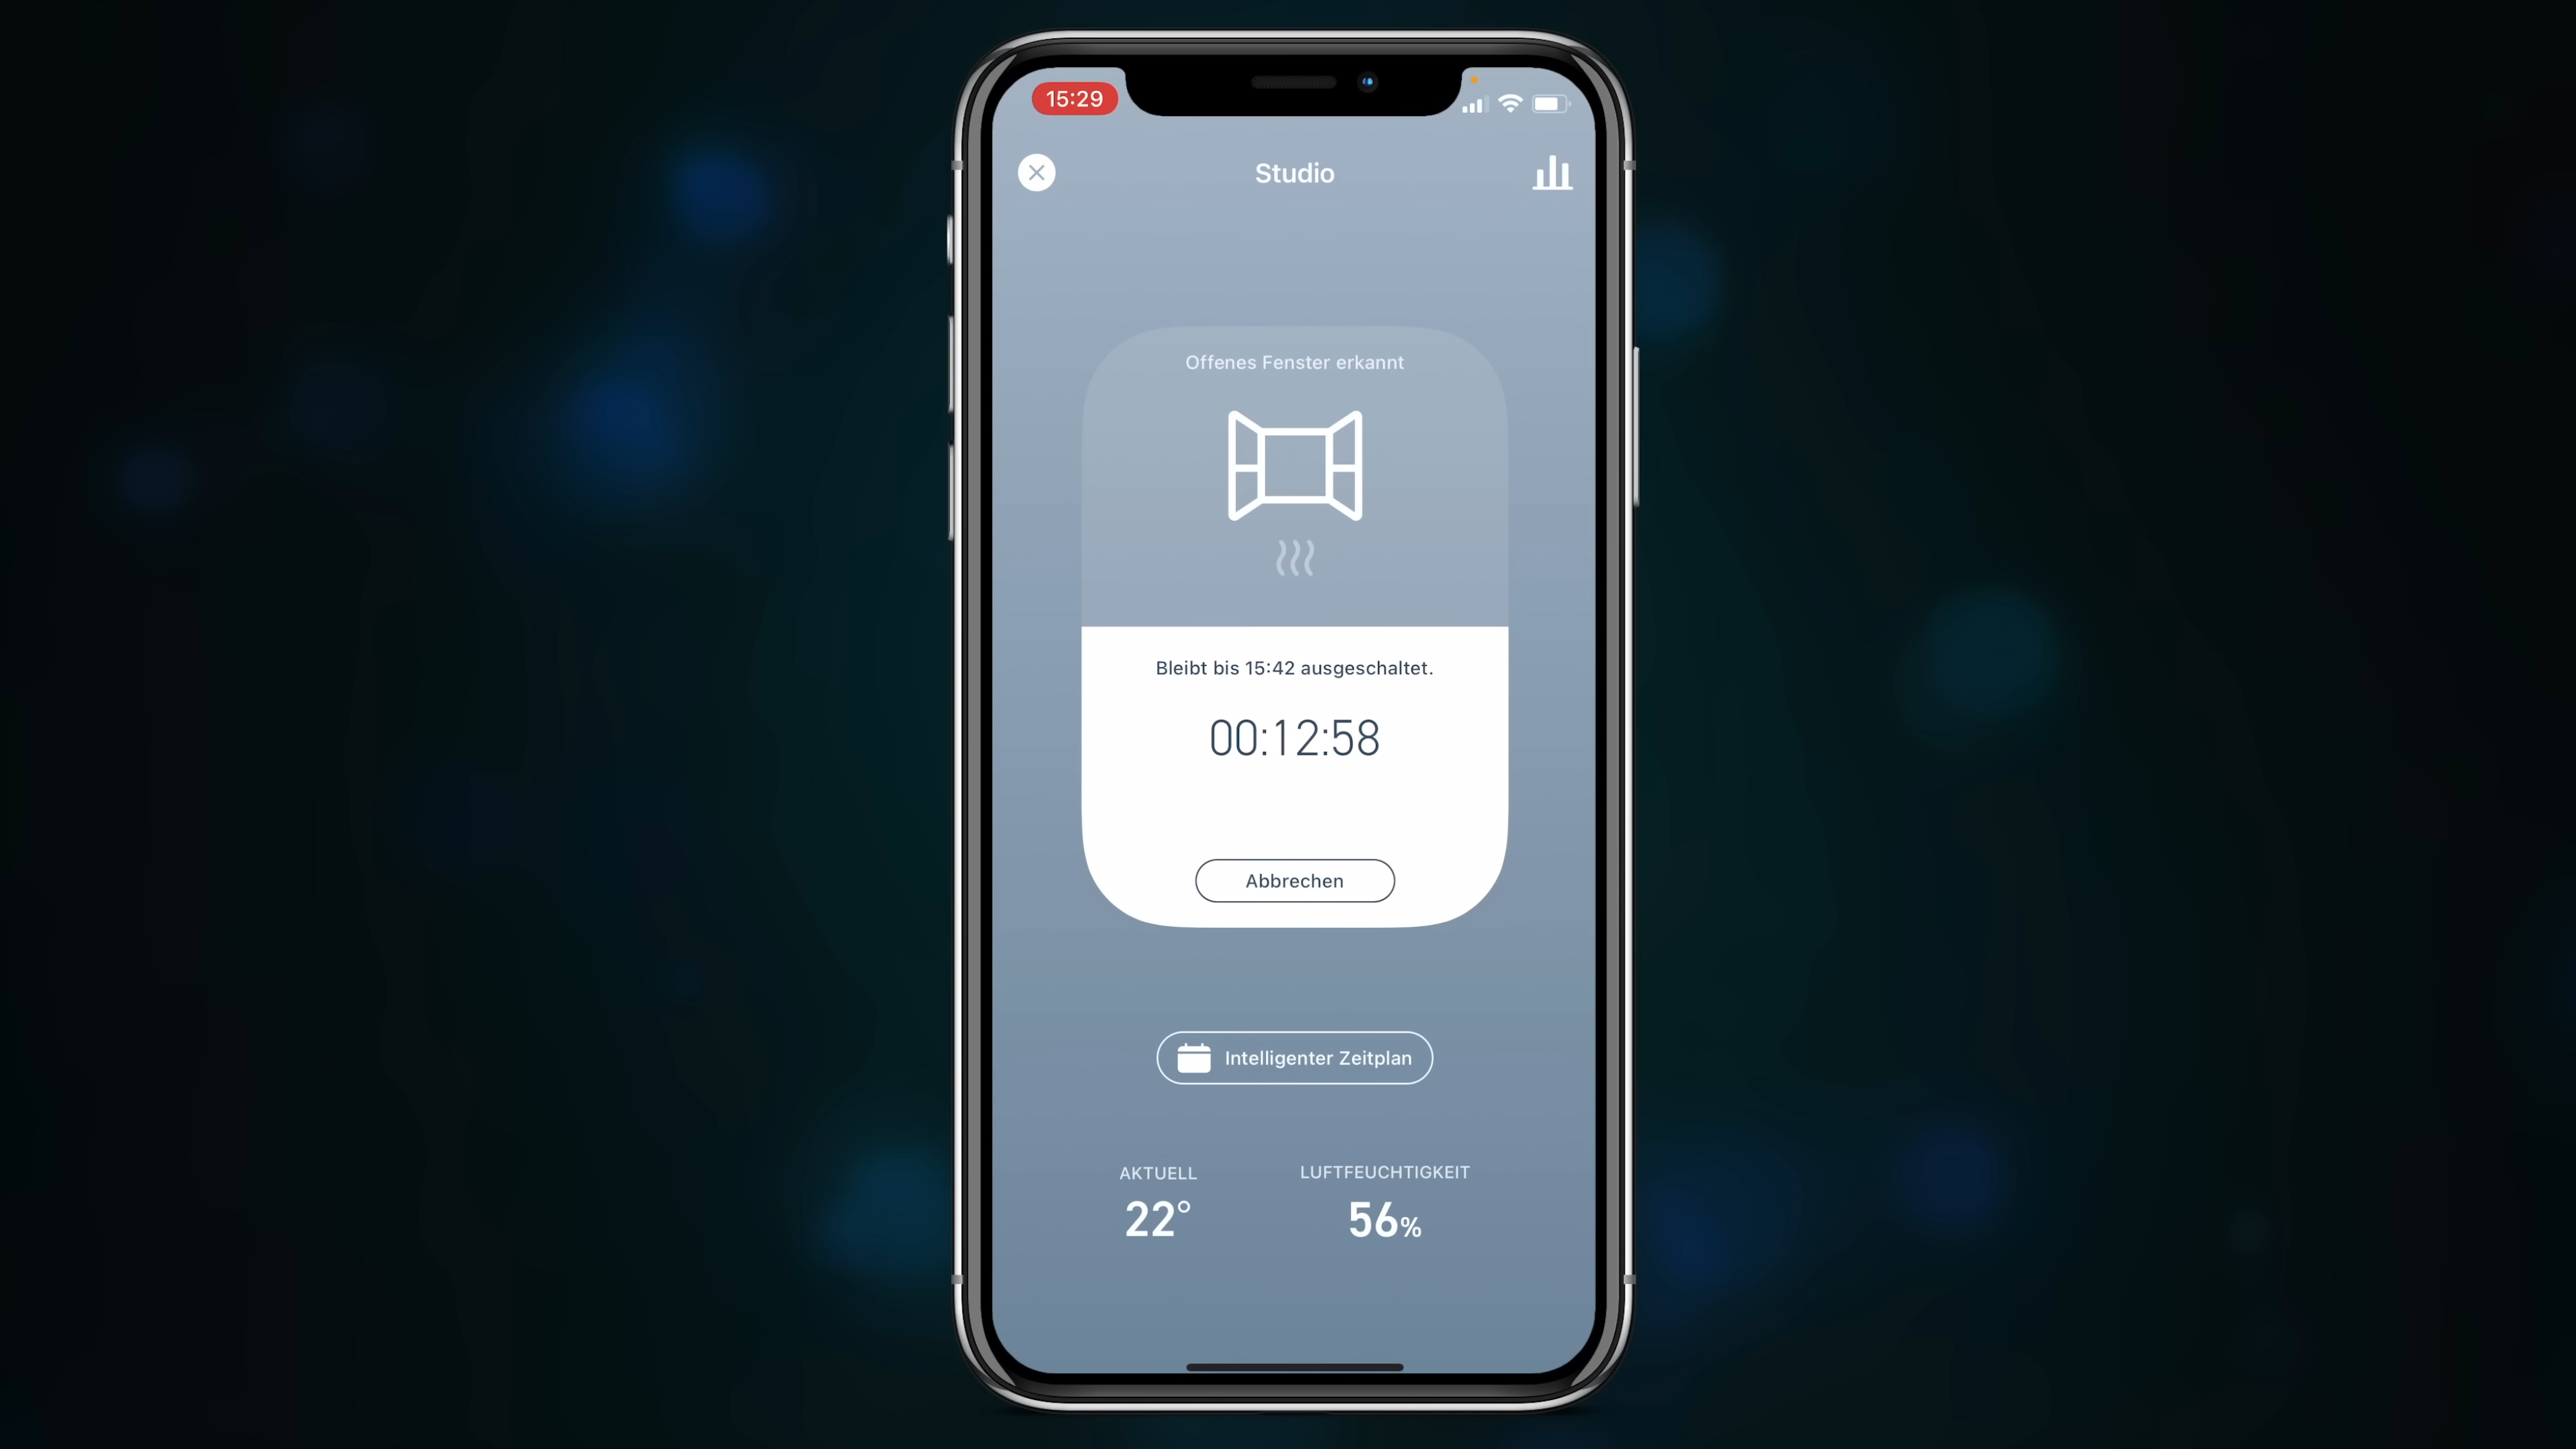 15:29
Studio
Offenes Fenster erkannt
Bleibt bis 15:42 ausgeschaltet.
00:12:58
Abbrechen
Intelligenter Zeitplan
AKTUELL
LUFTFEUCHTIGKEIT
22°
56%